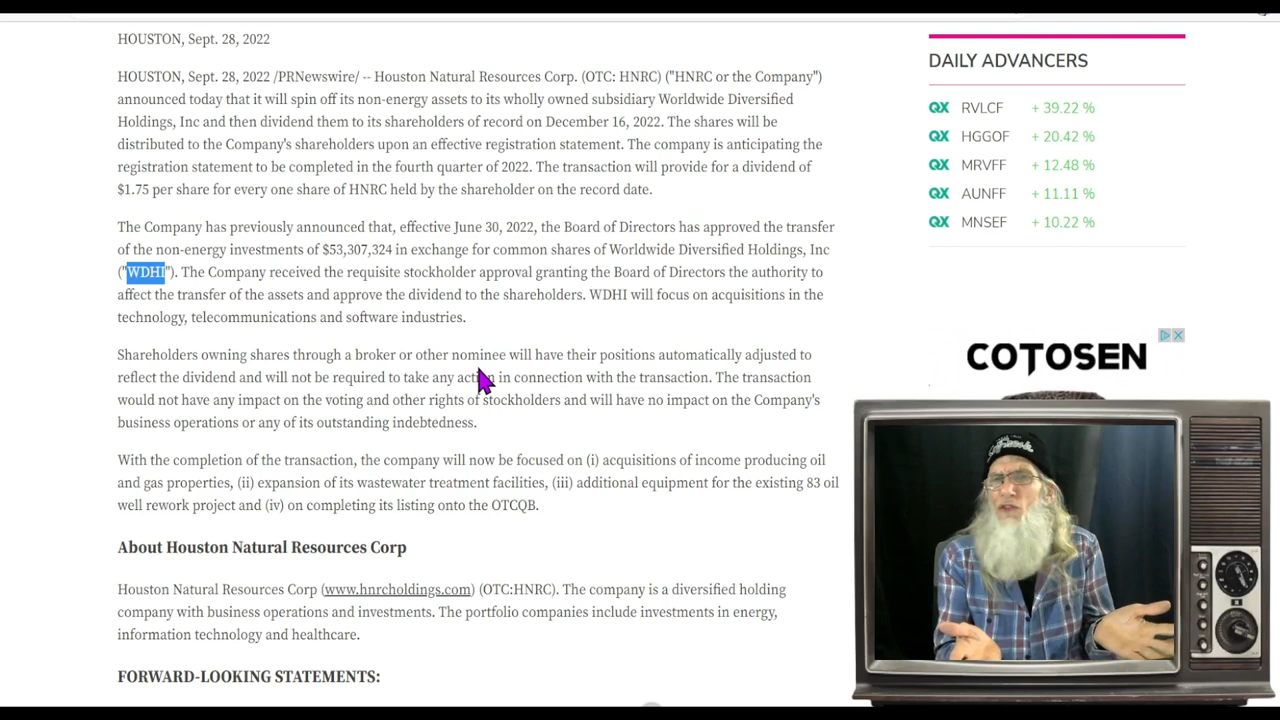 HOUSTON, Sept. 28, 2022
HOUSTON, Sept. 28, 2022 /PRNewswire/ -- Houston Natural Resources Corp. (OTC: HNRC) ("HNRC or the Company")
announced today that it will spin off its non-energy assets to its wholly owned subsidiary Worldwide Diversified
Holdings, Inc and then dividend them to its shareholders of record on December 16, 2022. The shares will be
distributed to the Company's shareholders upon an effective registration statement. The company is anticipating the
registration statement to be completed in the fourth quarter of 2022. The transaction will provide for a dividend of
$1.75 per share for every one share of HNRC held by the shareholder on the record date.
The Company has previously announced that, effective June 30, 2022, the Board of Directors has approved the transfer
of the non-energy investments of $53,307,324 in exchange for common shares of Worldwide Diversified Holdings, Inc
("WDHI"). The Company received the requisite stockholder approval granting the Board of Directors the authority to
affect the transfer of the assets and approve the dividend to the shareholders. WDHI will focus on acquisitions in the
technology, telecommunications and software industries.
Shareholders owning shares through a broker or other nominee will have their positions automatically adjusted to
reflect the dividend and will not be required to take any action in connection with the transaction. The transaction
would not have any impact on the voting and other rights of stockholders and will have no impact on the Company's
business operations or any of its outstanding indebtedness.
With the completion of the transaction, the company will now be focused on (i) acquisitions of income producing oil
and gas properties, (ii) expansion of its wastewater treatment facilities, (iii) additional equipment for the existing 83 oil
well rework project and (iv) on completing its listing onto the OTCQB.
About Houston Natural Resources Corp
Houston Natural Resources Corp (www.hnrcholdings.com) (OTC:HNRC). The company is a diversified holding
company with business operations and investments. The portfolio companies include investments in energy,
information technology and healthcare.
FORWARD-LOOKING STATEMENTS:
DAILY ADVANCERS
QX RVLCF + 39.22 %
QX HGGOF + 20.42 %
QX MRVFF + 12.48 %
QX AUNFF + 11.11 %
QX MNSEF + 10.22 %
COTOSEN